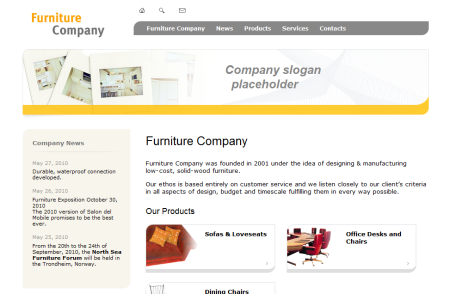 Furniture
Company
Furniture Company News Products Services Contacts
Company slogan
placeholder
Company News
May 27, 2010
Durable, waterproof connection
developed.
May 26, 2010
Furniture Exposition October 30,
2010
The 2010 version of Salon del
Mobile promises to be the best
ever.
May 25, 2010
From the 20th to the 24th of
September, 2010, the North Sea
Furniture Forum will be held
in the Trondheim, Norway.
Furniture Company
Furniture Company was founded in 2001 under the idea of designing & manufacturing
low-cost, solid-wood furniture.
Our ethos is based entirely on customer service and we listen closely to our client's criteria
in all aspects of design, budget and timescale fulfilling them in every way possible.
Our Products
Sofas & Loveseats
Office Desks and
Chairs
Dining Chairs